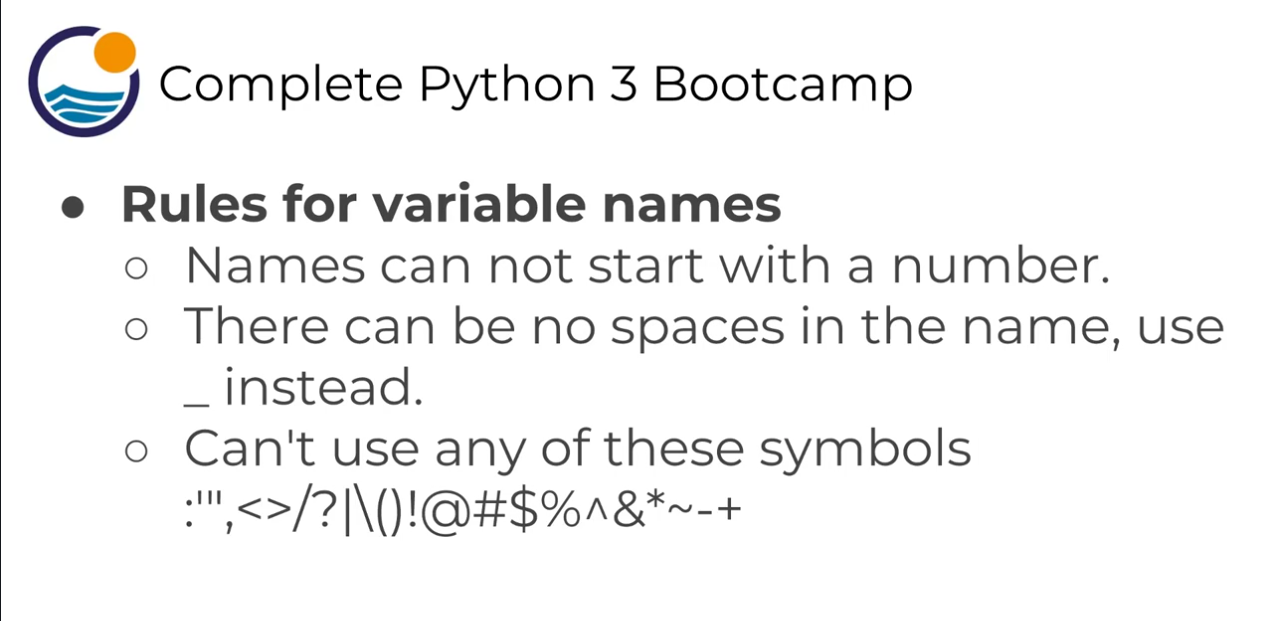 Complete Python 3 Bootcamp
● Rules for variable names
○ Names can not start with a number.
○ There can be no spaces in the name, use
_ instead.
○ Can't use any of these symbols
:'",<>/?|\()!@#$%^&*~-+